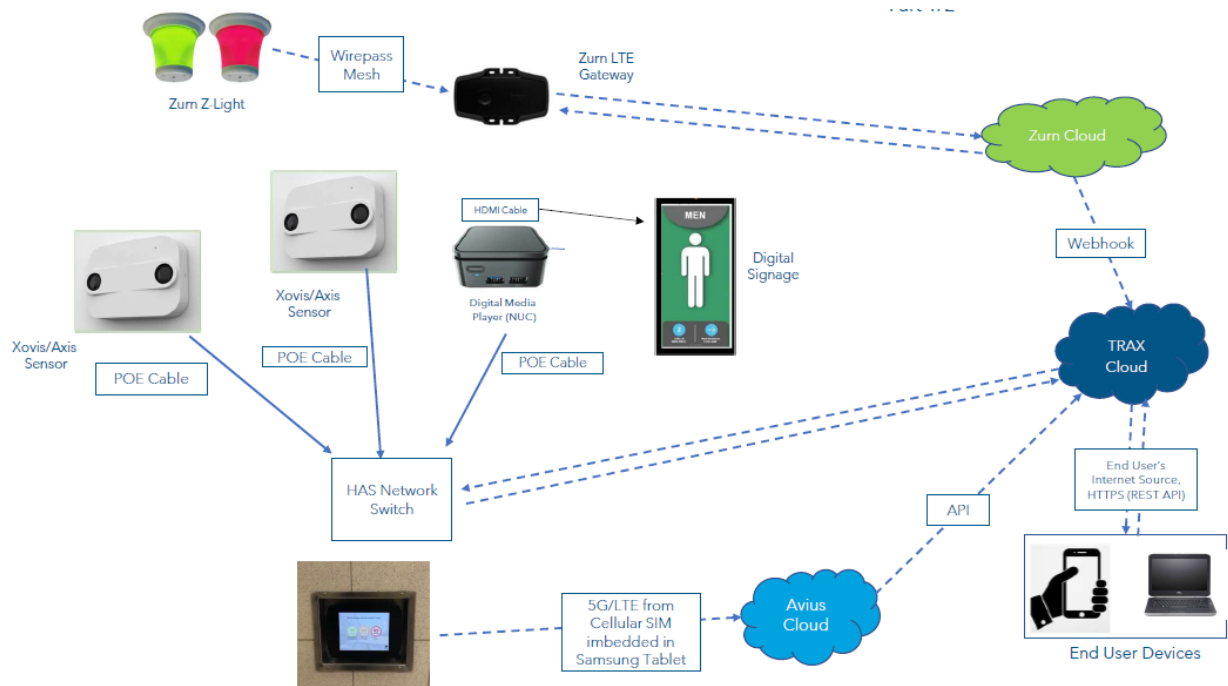 Zurn Z-Light
Wirepass
Mesh
Zurn LTE
Gateway
Zurn Cloud
Webhook
TRAX
Cloud
HDMI Cable
MEN
Digital
Signage
Digital Media
Player (NUC)
Xovis/Axis
Sensor
Xovis/Axis
Sensor
POE Cable
POE Cable
POE Cable
HAS Network
Switch
End User's
Internet Source,
HTTPS (REST API)
API
5G/LTE from
Cellular SIM
imbedded in
Samsung Tablet
Avius
Cloud
End User Devices